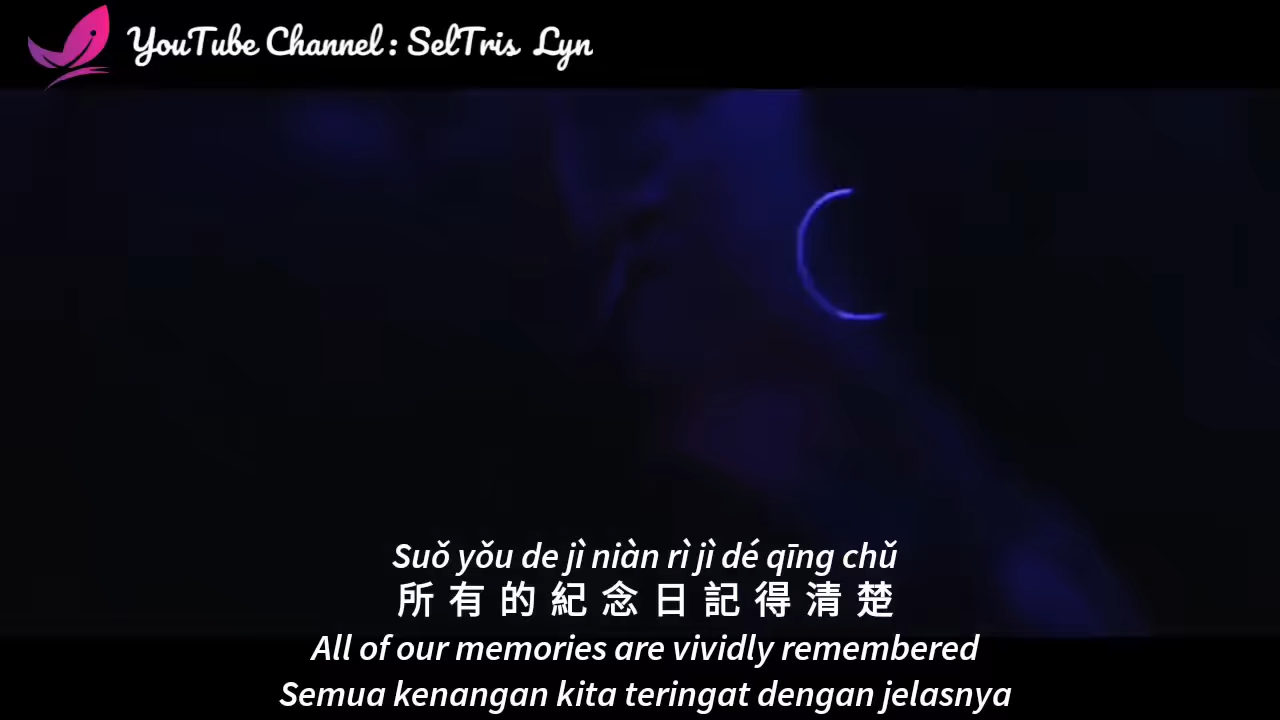 YouTube Channel : SelTris Lyn
Suǒ yǒu de jì niàn rì jì dé qīng chǔ
所有的紀念日記得清楚
All of our memories are vividly remembered
Semua kenangan kita teringat dengan jelasnya